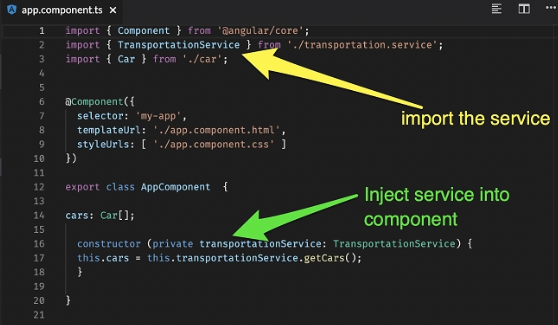 app.component.ts
1 import { Component } from '@angular/core';
2 import { TransportationService } from './transportation.service';
3 import { Car } from './car';
4
5
6 @Component({
7 selector: 'my-app',
8 templateUrl: './app.component.html',
9 styleUrls: [ './app.component.css' ]
10 })
11
12 export class AppComponent {
13
14 cars: Car[];
15
16 constructor (private transportationService: TransportationService) {
17 this.cars = this.transportationService.getCars();
18 }
19
20 }
21
import the service
Inject service into
component